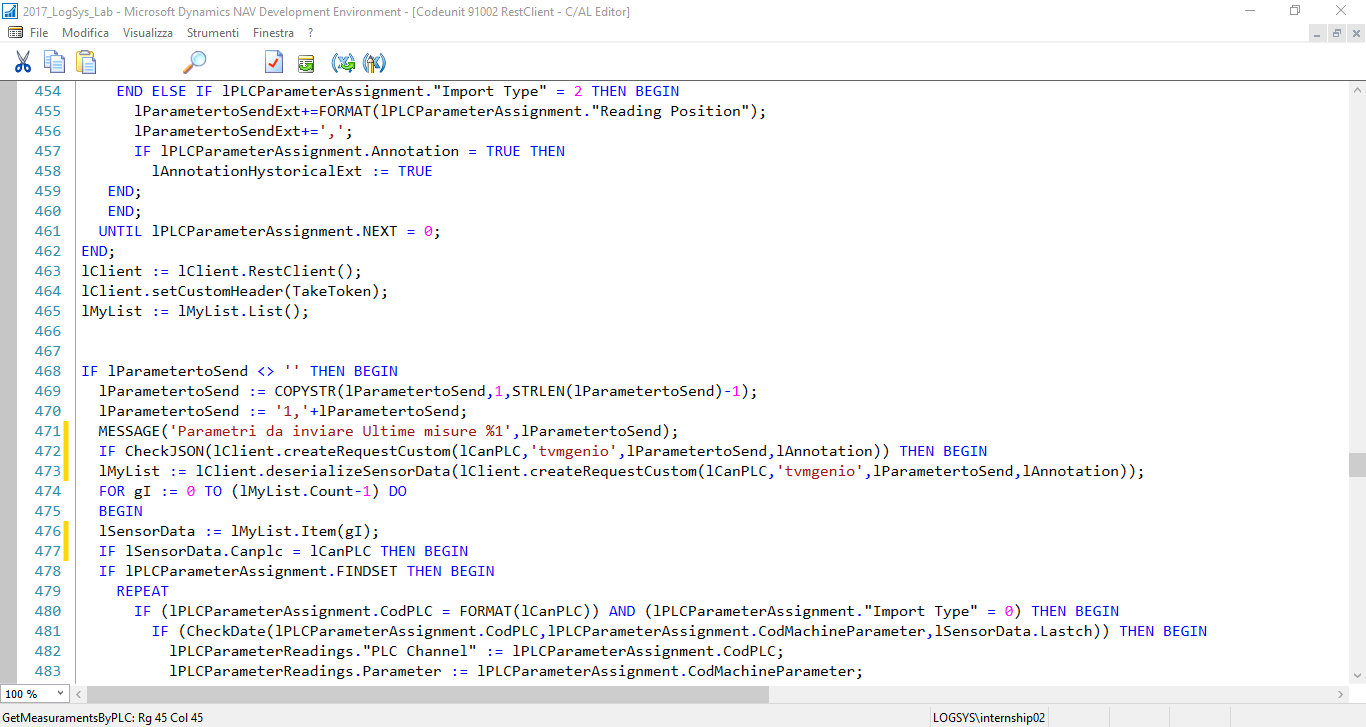 2017_LogSys_Lab - Microsoft Dynamics NAV Development Environment - [Codeunit 91002 RestClient - C/AL Editor]
File Modifica Visualizza Strumenti Finestra ?
454 END ELSE IF lPLCParameterAssignment."Import Type" = 2 THEN BEGIN
455 lParametertoSendExt+=FORMAT(lPLCParameterAssignment."Reading Position");
456 lParametertoSendExt+=',';
457 IF lPLCParameterAssignment.Annotation = TRUE THEN
458 lAnnotationHystoricalExt := TRUE
459 END;
460 END;
461 UNTIL lPLCParameterAssignment.NEXT = 0;
462 END;
463 lClient := lClient.RestClient();
464 lClient.setCustomHeader(TakeToken);
465 lMyList := lMyList.List();
466
467
468 IF lParametertoSend <> '' THEN BEGIN
469 lParametertoSend := COPYSTR(lParametertoSend,1,STRLEN(lParametertoSend)-1);
470 lParametertoSend := '1,'+lParametertoSend;
471 MESSAGE('Parametri da inviare Ultime misure %1',lParametertoSend);
472 IF CheckJSON(lClient.createRequestCustom(lCanPLC,'tvmgenio',lParametertoSend,lAnnotation)) THEN BEGIN
473 lMyList := lClient.deserializeSensorData(lClient.createRequestCustom(lCanPLC,'tvmgenio',lParametertoSend,lAnnotation));
474 FOR gI := 0 TO (lMyList.Count-1) DO
475 BEGIN
476 lSensorData := lMyList.Item(gI);
477 IF lSensorData.Canplc = lCanPLC THEN BEGIN
478 IF lPLCParameterAssignment.FINDSET THEN BEGIN
479 REPEAT
480 IF (lPLCParameterAssignment.CodPLC = FORMAT(lCanPLC)) AND (lPLCParameterAssignment."Import Type" = 0) THEN BEGIN
481 IF (CheckDate(lPLCParameterAssignment.CodPLC,lPLCParameterAssignment.CodMachineParameter,lSensorData.Lastch)) THEN BEGIN
482 lPLCParameterReadings."PLC Channel" := lPLCParameterAssignment.CodPLC;
483 lPLCParameterReadings.Parameter := lPLCParameterAssignment.CodMachineParameter;
100 %
GetMeasuramentsByPLC: Rg 45 Col 45 LOGSYS\internship02